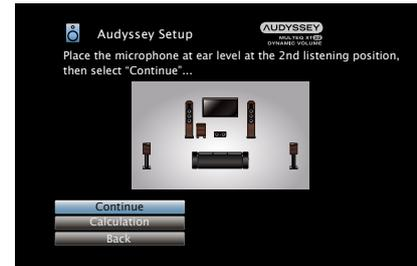 Audyssey Setup
AUDYSSEY
MULTEQ XT32
DYNAMIC VOLUME
Place the microphone at ear level at the 2nd listening position,
then select “Continue”...
Continue
Calculation
Back